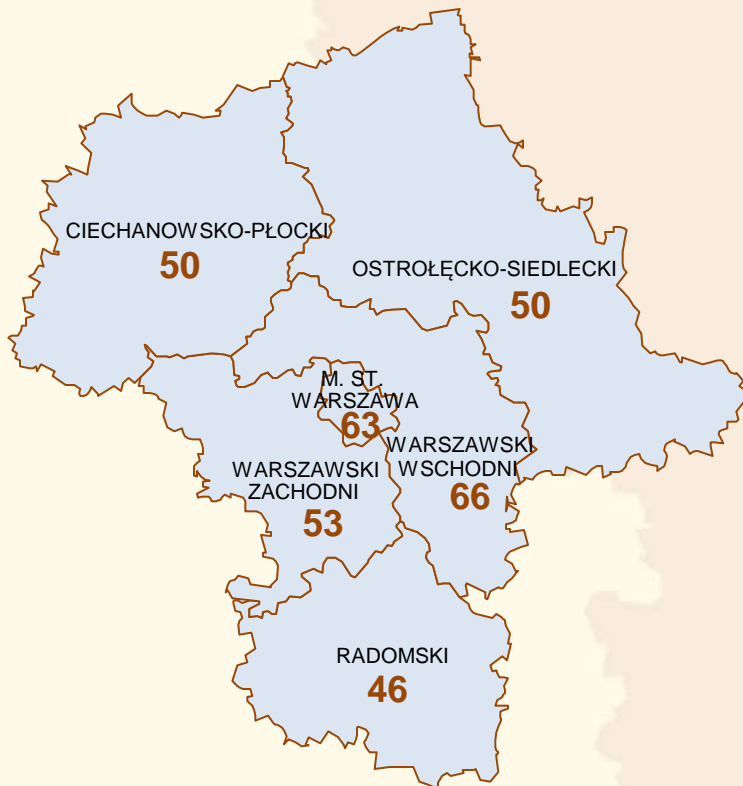 CIECHANOWSKO-PŁOCKI
50
OSTROŁĘCKO-SIEDLECKI
50
M. ST.
WARSZAWA
63
WARSZAWSKI
WSCHODNI
66
WARSZAWSKI
ZACHODNI
53
RADOMSKI
46